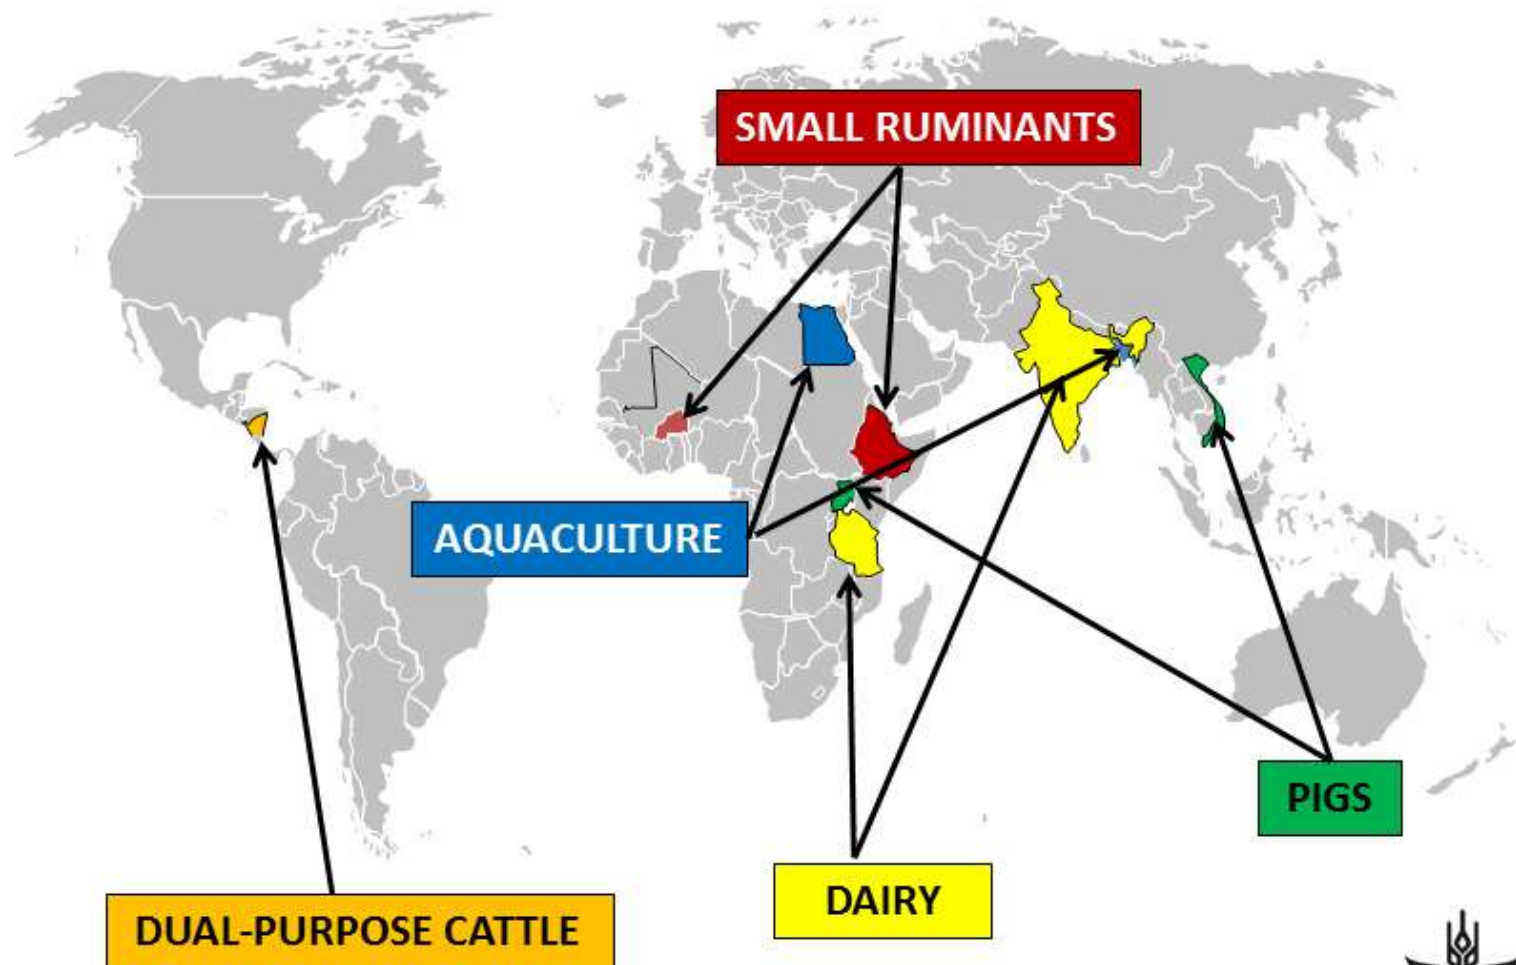 SMALL RUMINANTS
AQUACULTURE
PIGS
DAIRY
DUAL-PURPOSE CATTLE